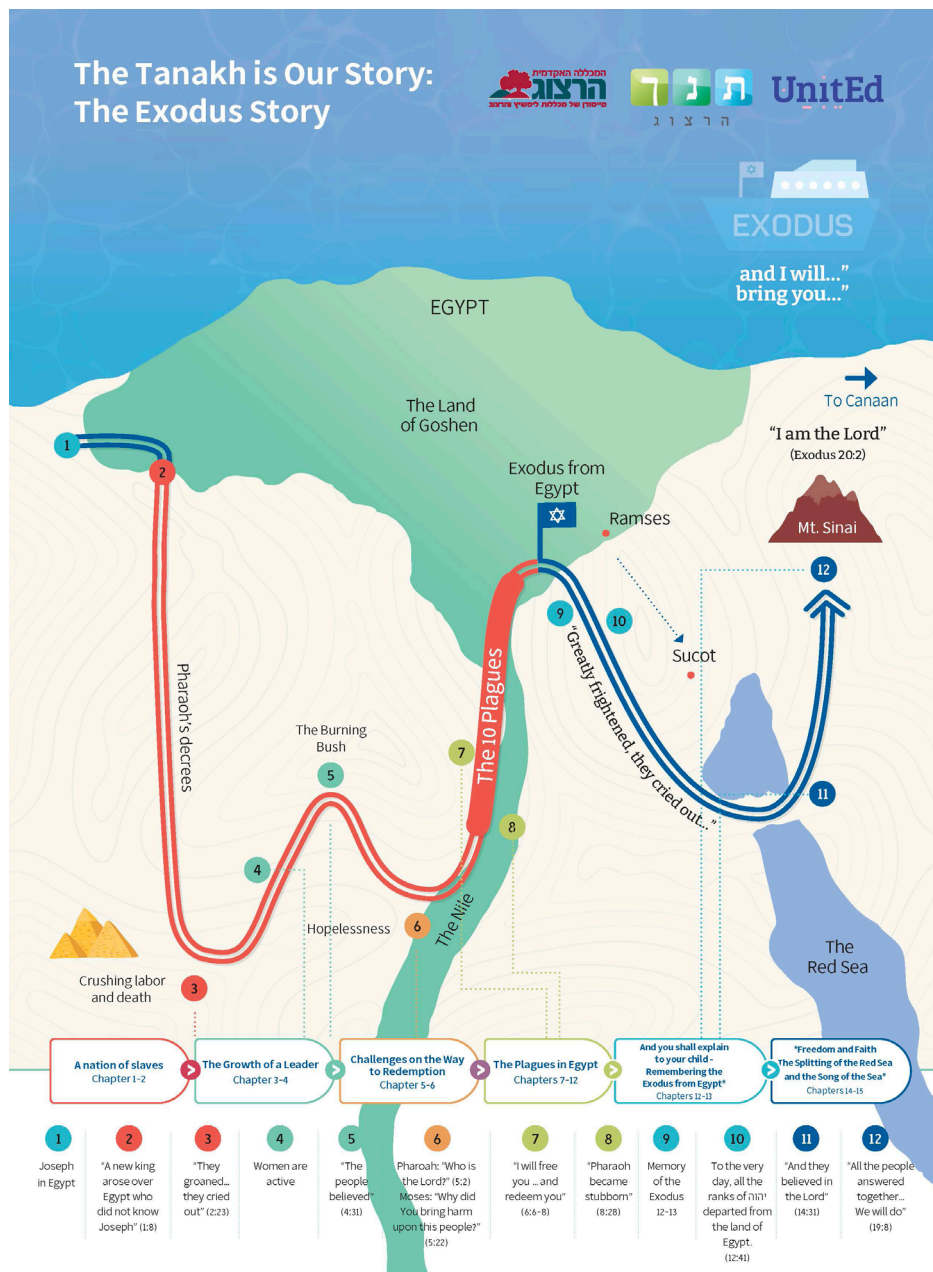 The Tanakh is Our Story:
The Exodus Story
המכללה האקדמית
הרצוג
מייסודן של מכללות ליפשיץ והרצוג
תנך
הרצוג
UnitEd
EXODUS
and I will..."
bring you..."
EGYPT
The Land
of Goshen
To Canaan
"I am the Lord"
(Exodus 20:2)
Mt. Sinai
1
2
Exodus from
Egypt
Ramses
12
9
10
Sucot
"Greatly frightened, they cried out..."
Pharaoh's decrees
The 10 Plagues
The Burning
Bush
5
7
11
8
4
Hopelessness
6
The Nile
The
Red Sea
Crushing labor
and death
3
A nation of slaves
Chapter 1-2
The Growth of a Leader
Chapter 3-4
Challenges on the Way
to Redemption
Chapter 5-6
The Plagues in Egypt
Chapters 7-12
And you shall explain
to your child -
Remembering the
Exodus from Egypt*
Chapters 12-13
"Freedom and Faith
The Splitting of the Red Sea
and the Song of the Sea"
Chapters 14-15
1
Joseph
in Egypt
2
"A new king
arose over
Egypt who
did not know
Joseph" (1:8)
3
"They
groaned...
they cried
out" (2:23)
4
Women are
active
5
"The
people
believed"
(4:31)
6
Pharoah: "Who is
the Lord?" (5:2)
Moses: "Why did
You bring harm
upon this people?"
(5:22)
7
"I will free
you ... and
redeem you"
(6:6-8)
8
"Pharaoh
became
stubborn"
(8:28)
9
Memory
of the
Exodus
12-13
10
To the very
day, all the
ranks of יהוה
departed from
the land of
Egypt.
(12:41)
11
"And they
believed in
the Lord"
(14:31)
12
"All the people
answered
together...
We will do"
(19:8)